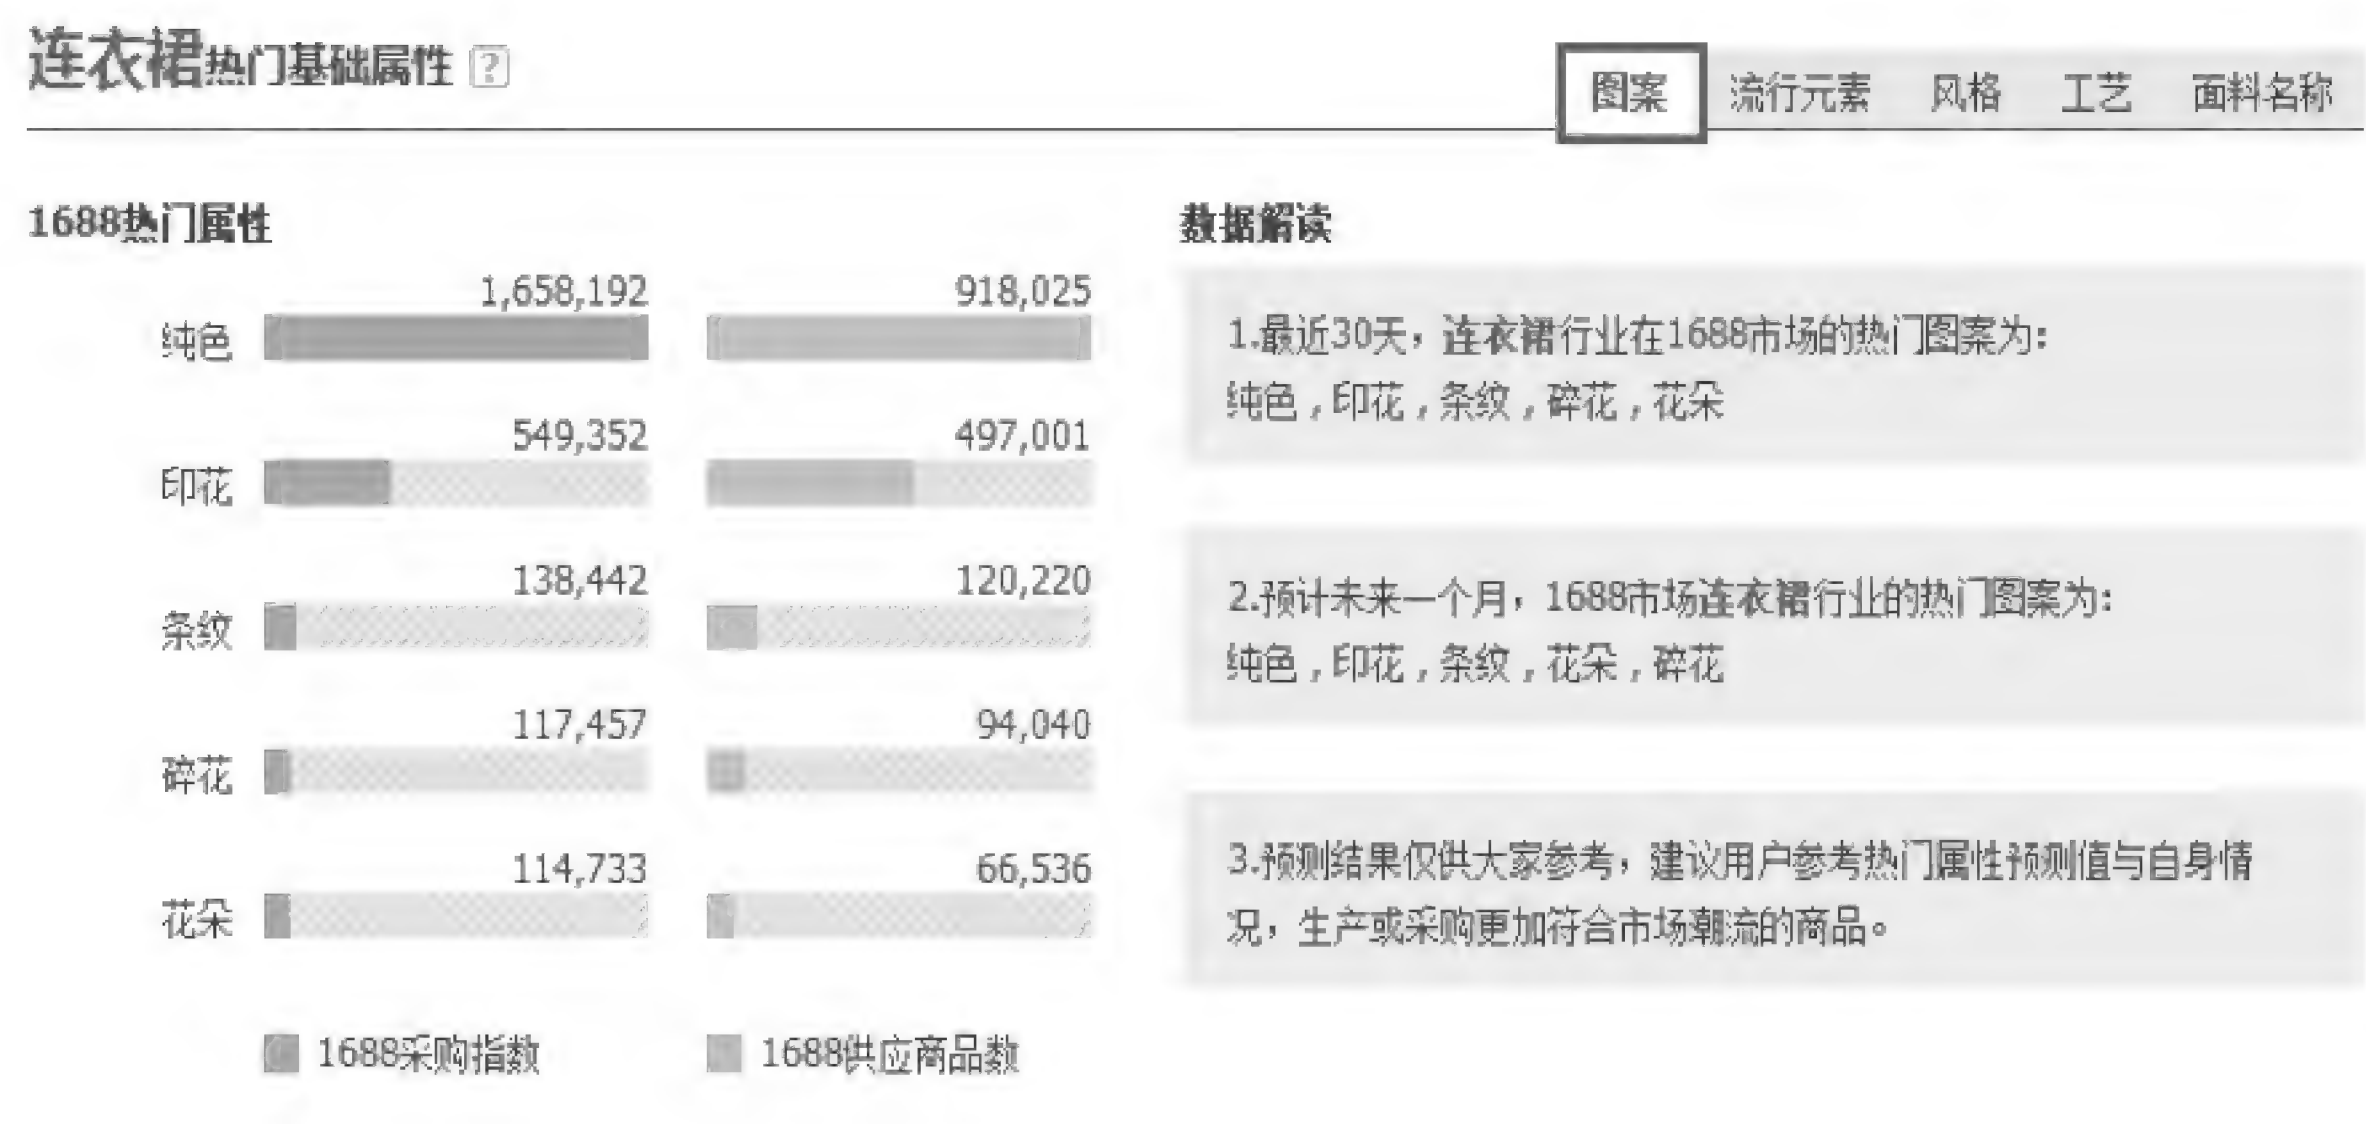 连衣裙热门基础属性 ?
图案 流行元素 风格 工艺 面料名称
1688热门属性
1,658,192 918,025
纯色
549,352 497,001
印花
138,442 120,220
条纹
117,457 94,040
碎花
114,733 66,536
花朵
1688采购指数 1688供应商品数
数据解读
1.最近30天，连衣裙行业在1688市场的热门图案为：
纯色,印花,条纹,碎花,花朵
2.预计未来一个月，1688市场连衣裙行业的热门图案为：
纯色,印花,条纹,花朵,碎花
3.预测结果仅供大家参考，建议用户参考热门属性预测值与自身情
况，生产或采购更加符合市场潮流的商品。